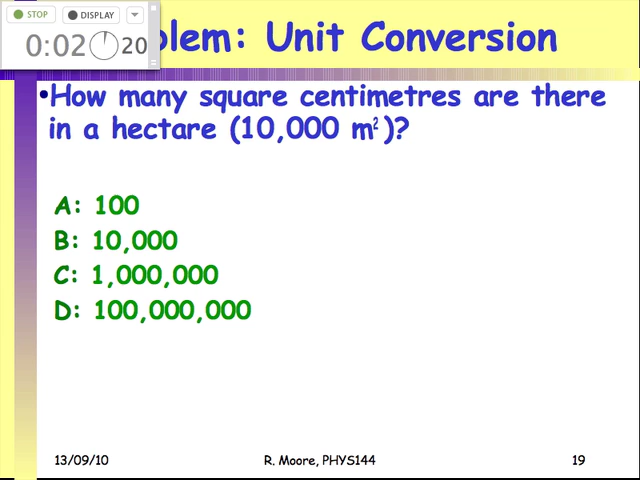 STOP
DISPLAY
0:02 20
olem: Unit Conversion
•How many square centimetres are there
in a hectare (10,000 m²)?
A: 100
B: 10,000
C: 1,000,000
D: 100,000,000
13/09/10
R. Moore, PHYS144
19